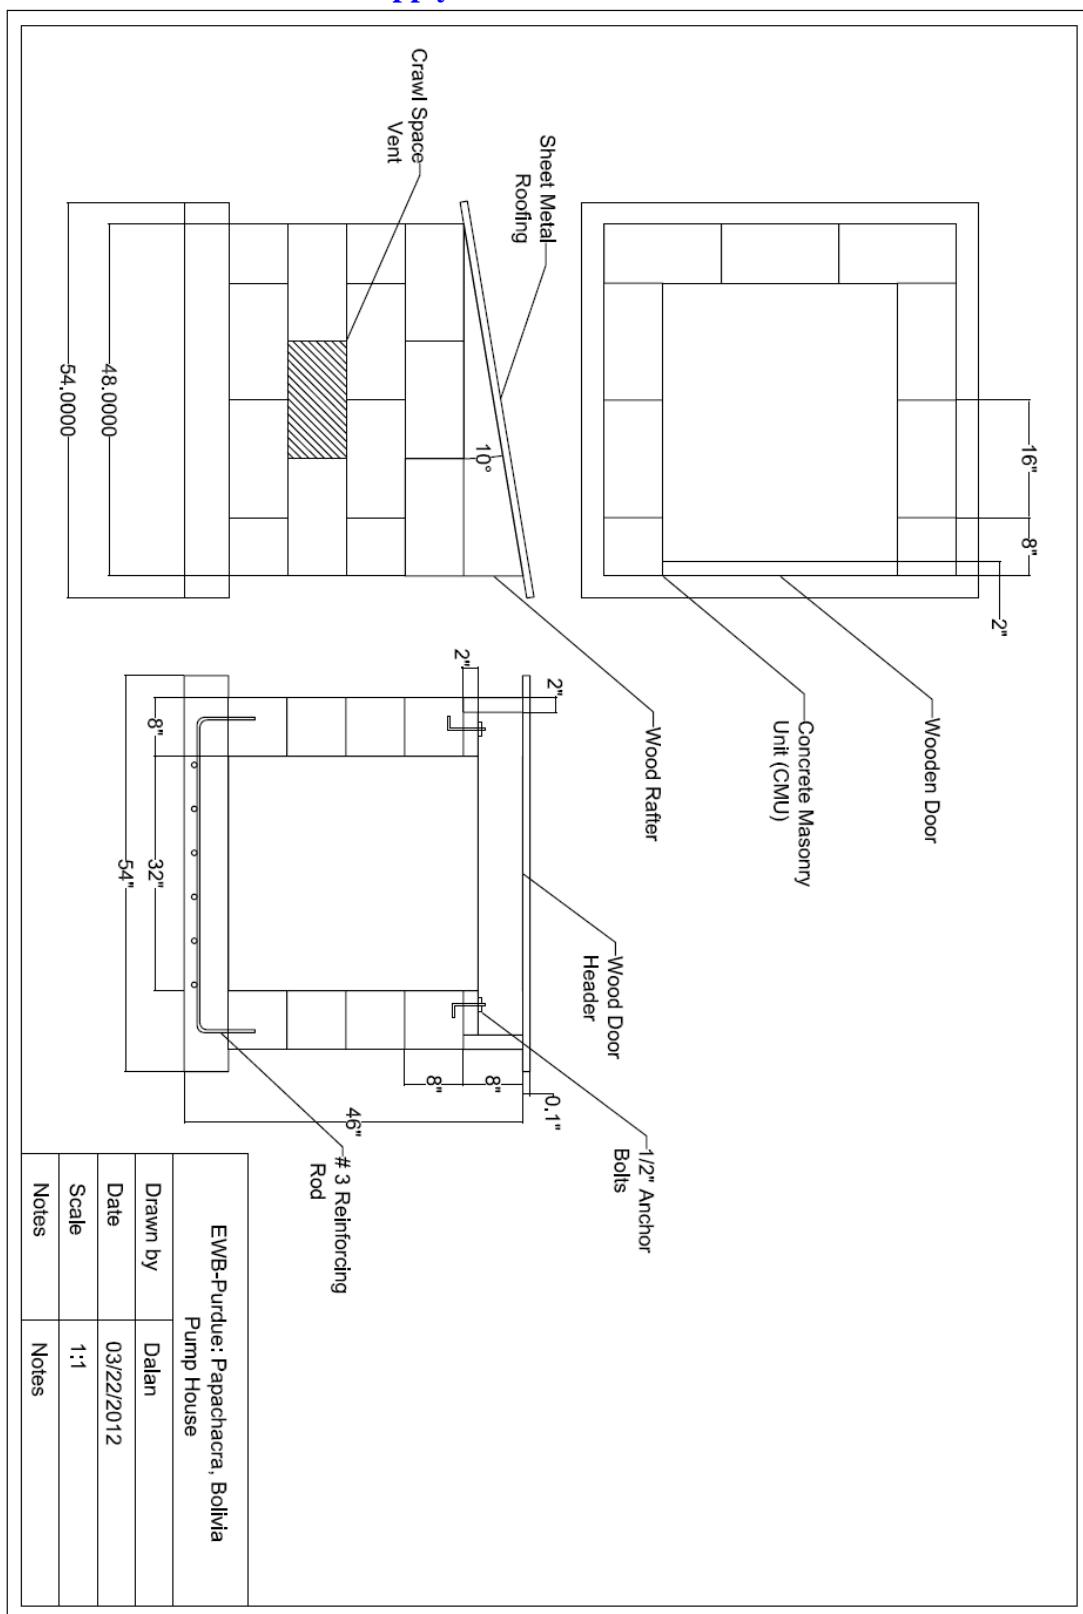 16"
8"
2"
Wooden Door
Concrete Masonry
Unit (CMU)
Wood Rafter
Sheet Metal
Roofing
10°
Crawl Space
Vent
48.0000
54.0000
2"
2"
Wood Door
Header
1/2" Anchor
Bolts
0.1"
8"
8"
46"
# 3 Reinforcing
Rod
8"
32"
54"
EWB-Purdue: Papachacra, Bolivia
Pump House
Drawn by Dalan
Date 03/22/2012
Scale 1:1
Notes Notes